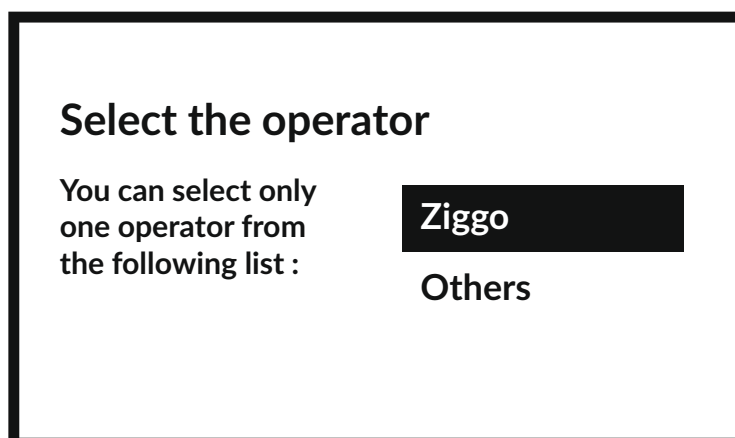 Select the operator
You can select only
one operator from
the following list :
Ziggo
Others